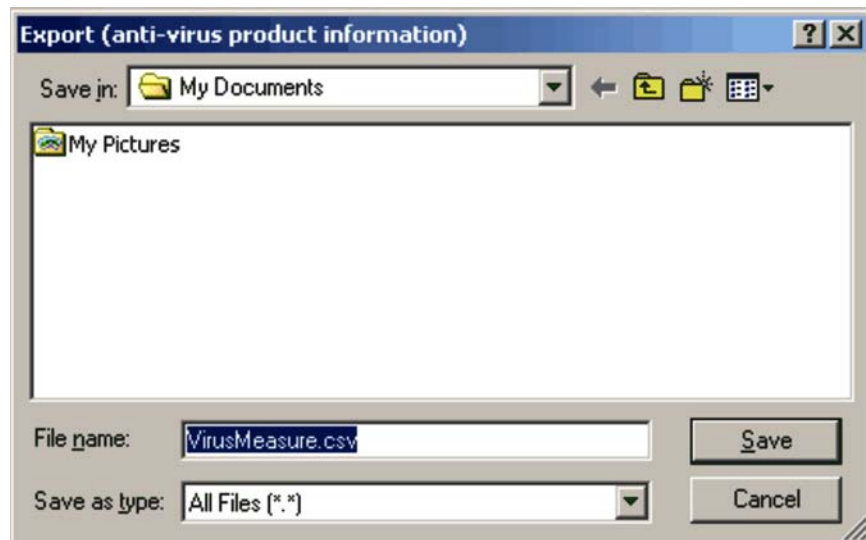 Export (anti-virus product information)
Save in: My Documents
My Pictures
File name: VirusMeasure.csv
Save
Save as type: All Files (*.*)
Cancel